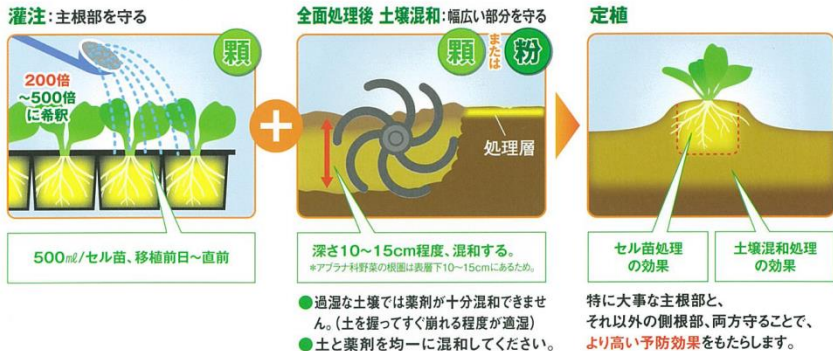 灌注：主根部を守る
顆
200倍
～500倍
に希釈
500㎖/セル苗、移植前日～直前
全面処理後 土壌混和：幅広い部分を守る
顆
または
粉
処理層
深さ10～15cm程度、混和する。
＊アブラナ科野菜の根圏は表層下10～15cmにあるため。
●過湿な土壌では薬剤が十分混和できませ
ん。（土を握ってすぐ崩れる程度が適湿）
●土と薬剤を均一に混和してください。
定植
セル苗処理
の効果
土壌混和処理
の効果
特に大事な主根部と、
それ以外の側根部、両方守ることで、
より高い予防効果をもたらします。